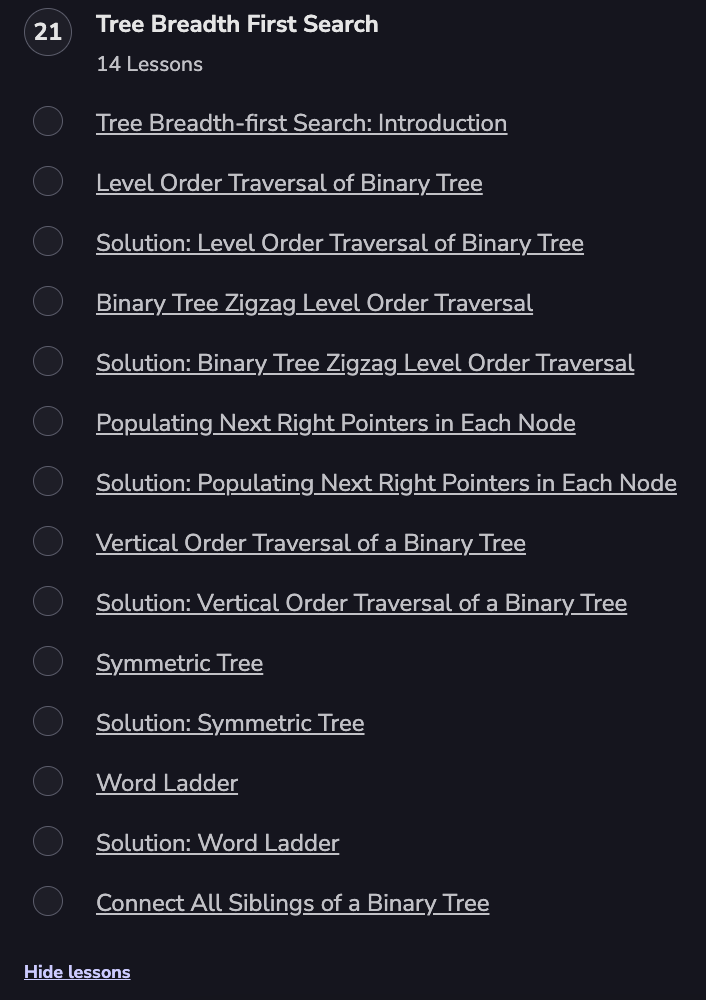 21
Tree Breadth First Search
14 Lessons
Tree Breadth-first Search: Introduction
Level Order Traversal of Binary Tree
Solution: Level Order Traversal of Binary Tree
Binary Tree Zigzag Level Order Traversal
Solution: Binary Tree Zigzag Level Order Traversal
Populating Next Right Pointers in Each Node
Solution: Populating Next Right Pointers in Each Node
Vertical Order Traversal of a Binary Tree
Solution: Vertical Order Traversal of a Binary Tree
Symmetric Tree
Solution: Symmetric Tree
Word Ladder
Solution: Word Ladder
Connect All Siblings of a Binary Tree
Hide lessons